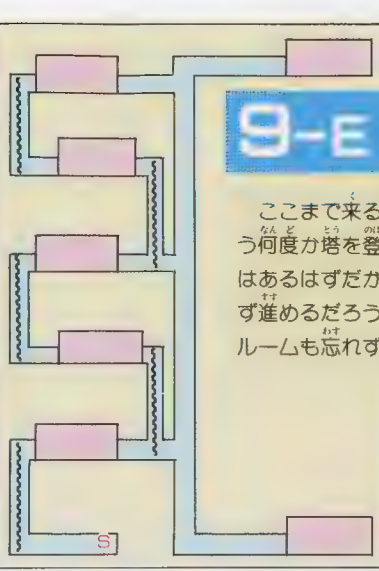 9-E
ここまで来る
う何度か塔を登
はあるはずだか
ず進めるだろう
ルームも忘れず
S